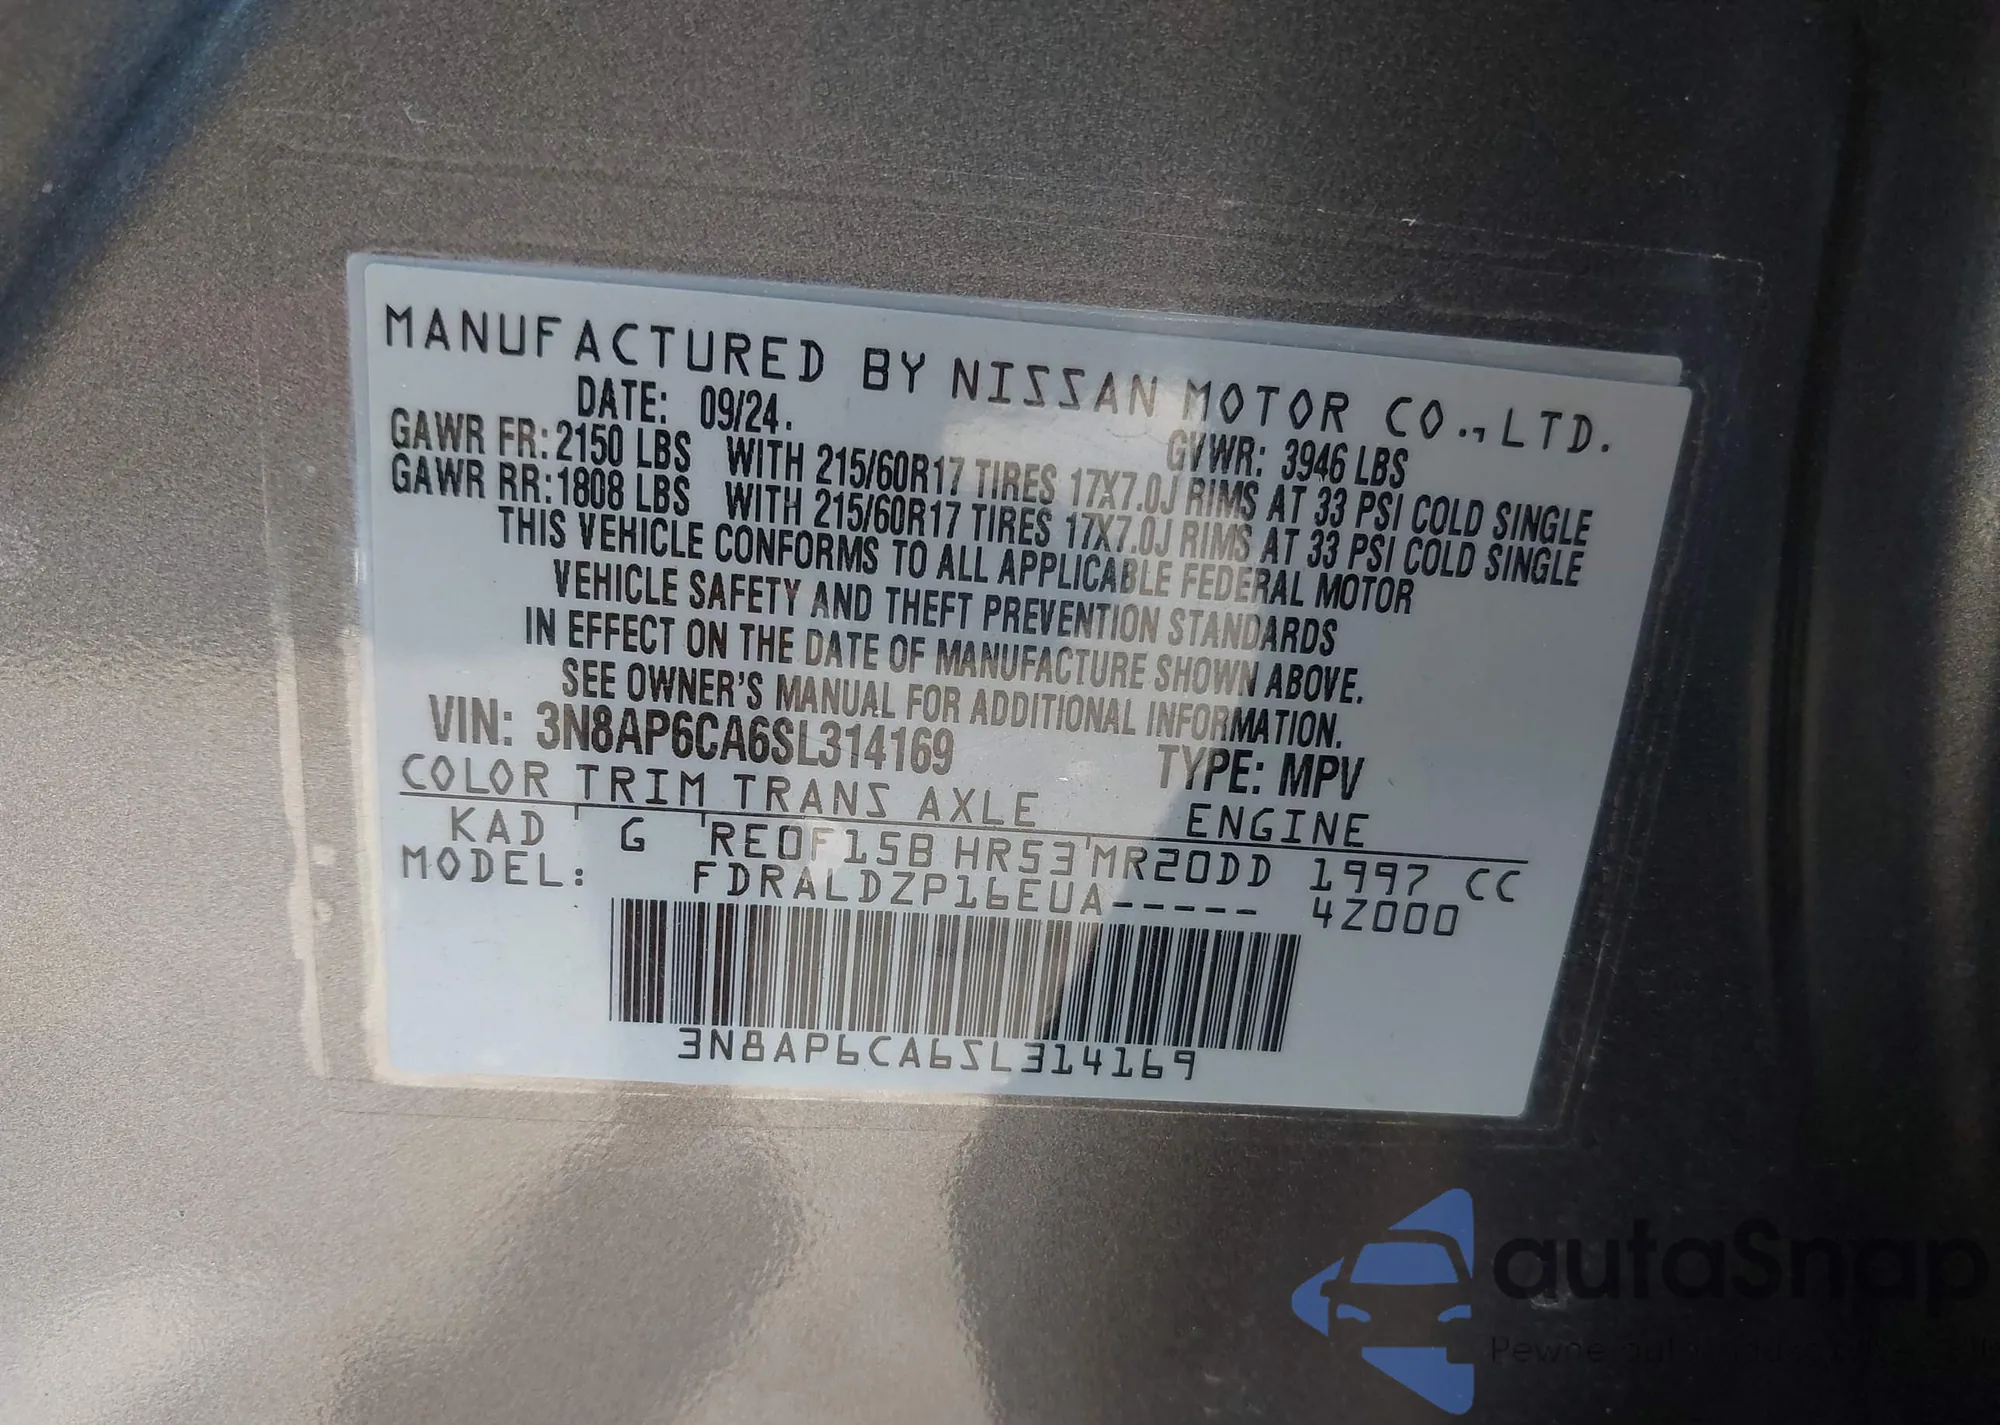 MANUFACTURED BY NISSAN MOTOR CO.,LTD.
DATE: 09/24. GVWR: 3946 LBS
GAWR FR: 2150 LBS WITH 215/60R17 TIRES 17X7.0J RIMS AT 33 PSI COLD SINGLE
GAWR RR: 1808 LBS WITH 215/60R17 TIRES 17X7.0J RIMS AT 33 PSI COLD SINGLE
THIS VEHICLE CONFORMS TO ALL APPLICABLE FEDERAL MOTOR
VEHICLE SAFETY AND THEFT PREVENTION STANDARDS
IN EFFECT ON THE DATE OF MANUFACTURE SHOWN ABOVE.
SEE OWNER'S MANUAL FOR ADDITIONAL INFORMATION.
VIN: 3N8AP6CA6SL314169 TYPE: MPV
COLOR TRIM TRANS AXLE ENGINE
KAD G RE0F15B HR53 MR20DD 1997 CC
MODEL: FDRALDZP16EUA----- 4Z000
3N8AP6CA6SL314169
autoSnap
Pewne